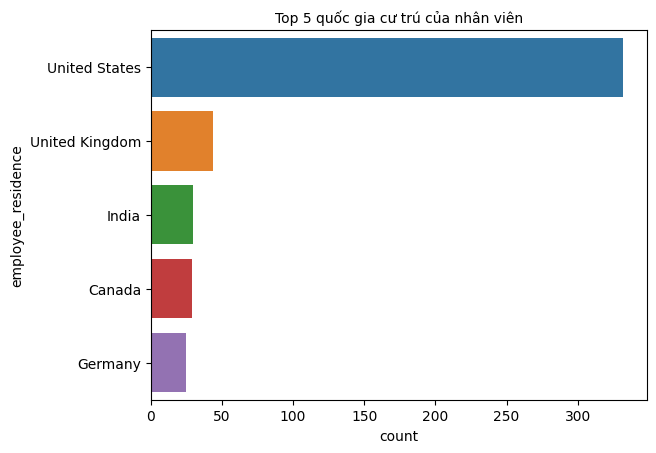 Top 5 quốc gia cư trú của nhân viên
employee_residence
United States
United Kingdom
India
Canada
Germany
0 50 100 150 200 250 300
count